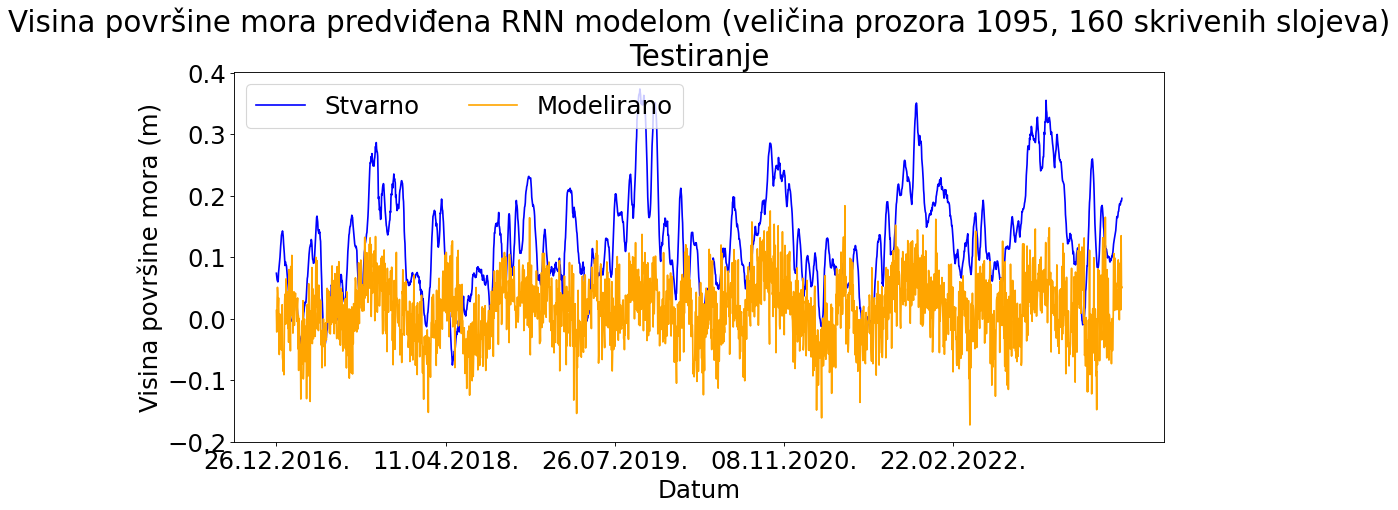 Visina površine mora predviđena RNN modelom (veličina prozora 1095, 160 skrivenih slojeva)
Testiranje
Stvarno
Modelirano
Visina površine mora (m)
0.4
0.3
0.2
0.1
0.0
−0.1
−0.2
26.12.2016.
11.04.2018.
26.07.2019.
08.11.2020.
22.02.2022.
Datum